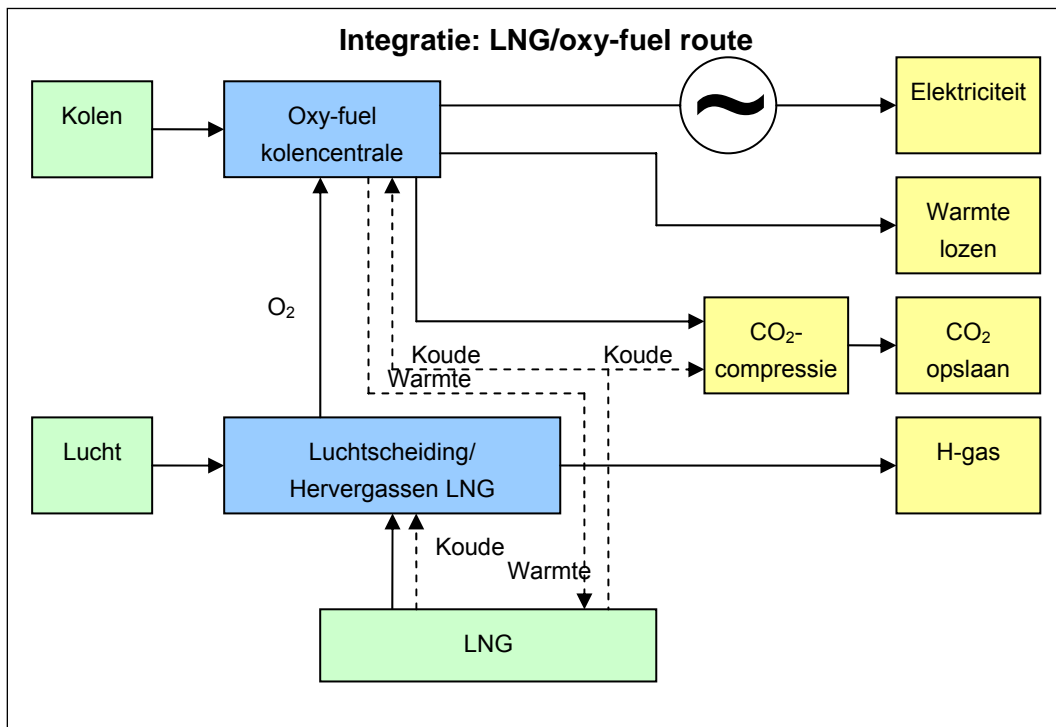 Integratie: LNG/oxy-fuel route
Kolen
Oxy-fuel
kolencentrale
Elektriciteit
Warmte
lozen
O₂
Koude
Warmte
Koude
CO₂-
compressie
CO₂
opslaan
Lucht
Luchtscheiding/
Hervergassen LNG
H-gas
Koude
Warmte
LNG